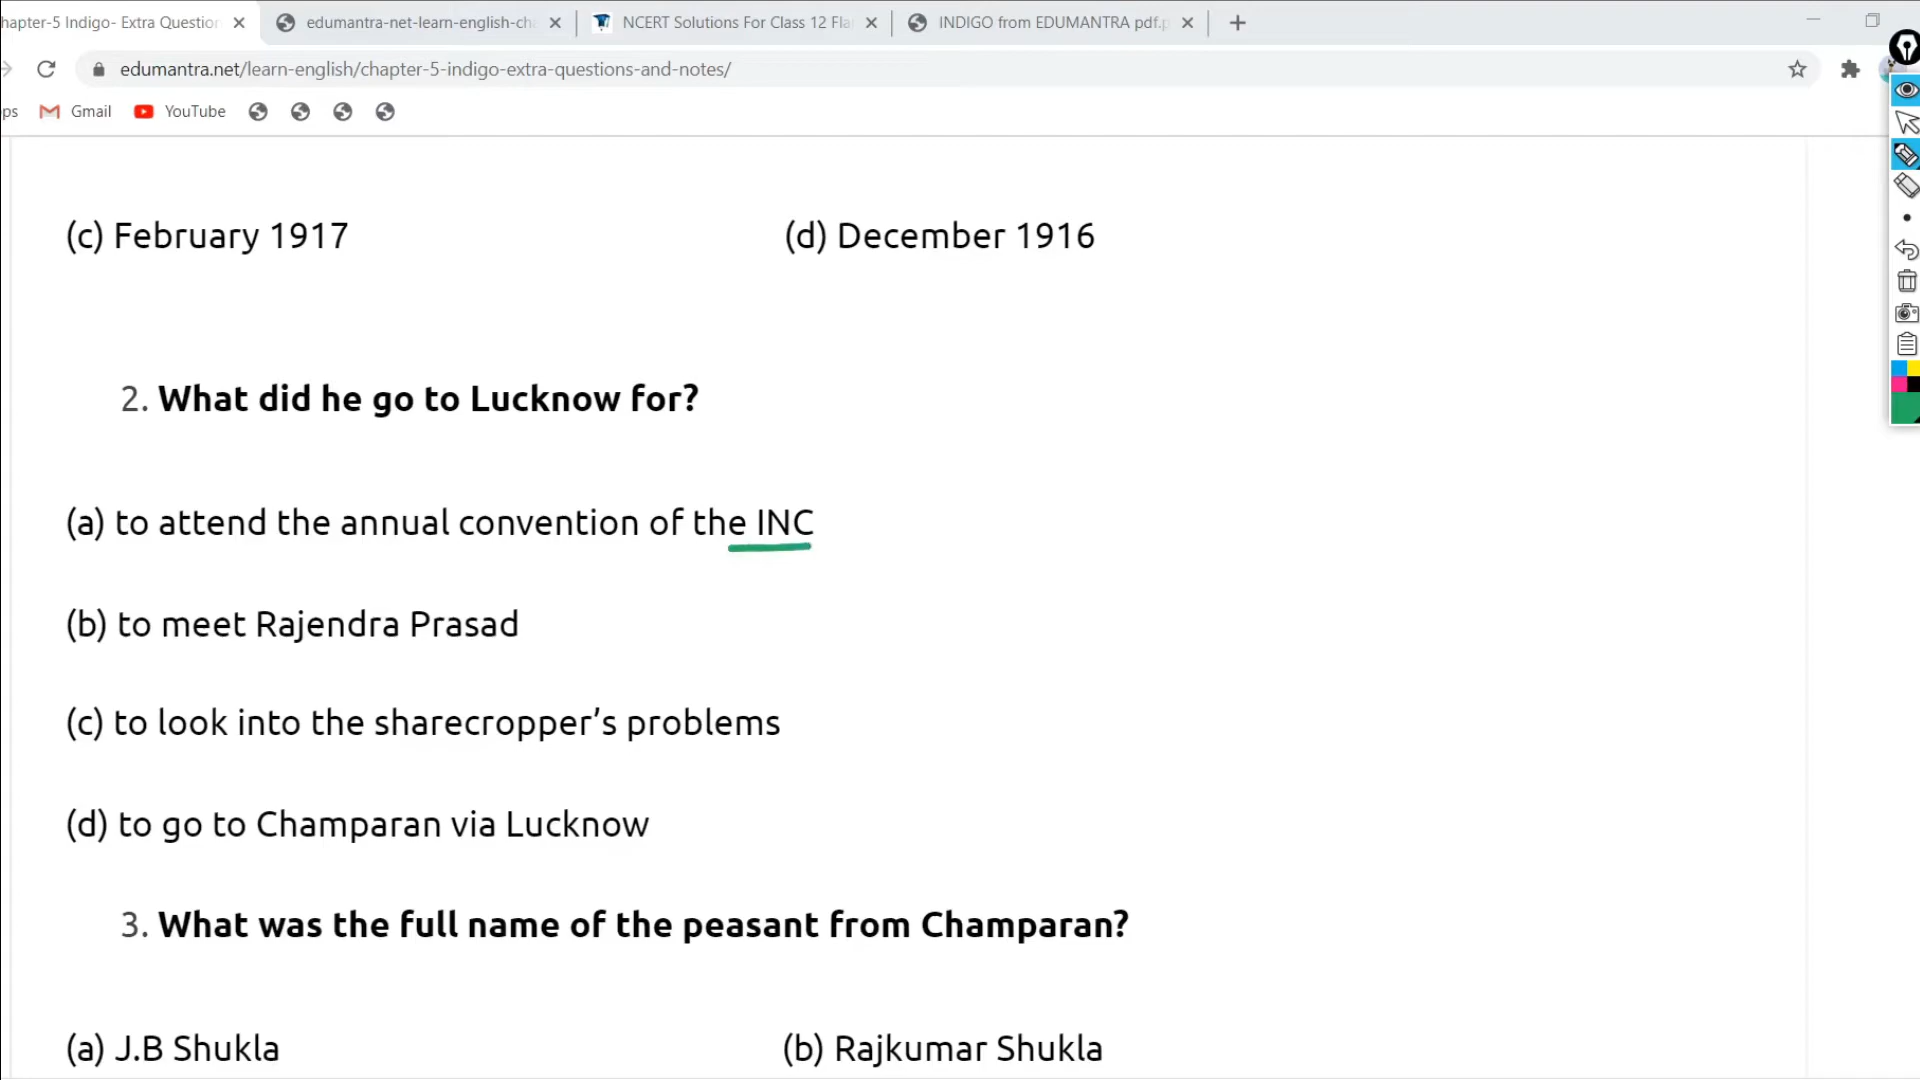 hapter-5 Indigo- Extra Question
edumantra-net-learn-english-ch
NCERT Solutions For Class 12 Fla
INDIGO from EDUMANTRA pdf.p
edumantra.net/learn-english/chapter-5-indigo-extra-questions-and-notes/
ps Gmail YouTube
(c) February 1917 (d) December 1916
2. What did he go to Lucknow for?
(a) to attend the annual convention of the INC
(b) to meet Rajendra Prasad
(c) to look into the sharecropper’s problems
(d) to go to Champaran via Lucknow
3. What was the full name of the peasant from Champaran?
(a) J.B Shukla (b) Rajkumar Shukla